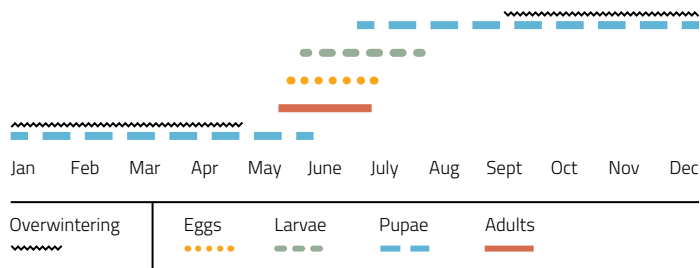 Jan Feb Mar Apr May June July Aug Sept Oct Nov Dec
Overwintering Eggs Larvae Pupae Adults